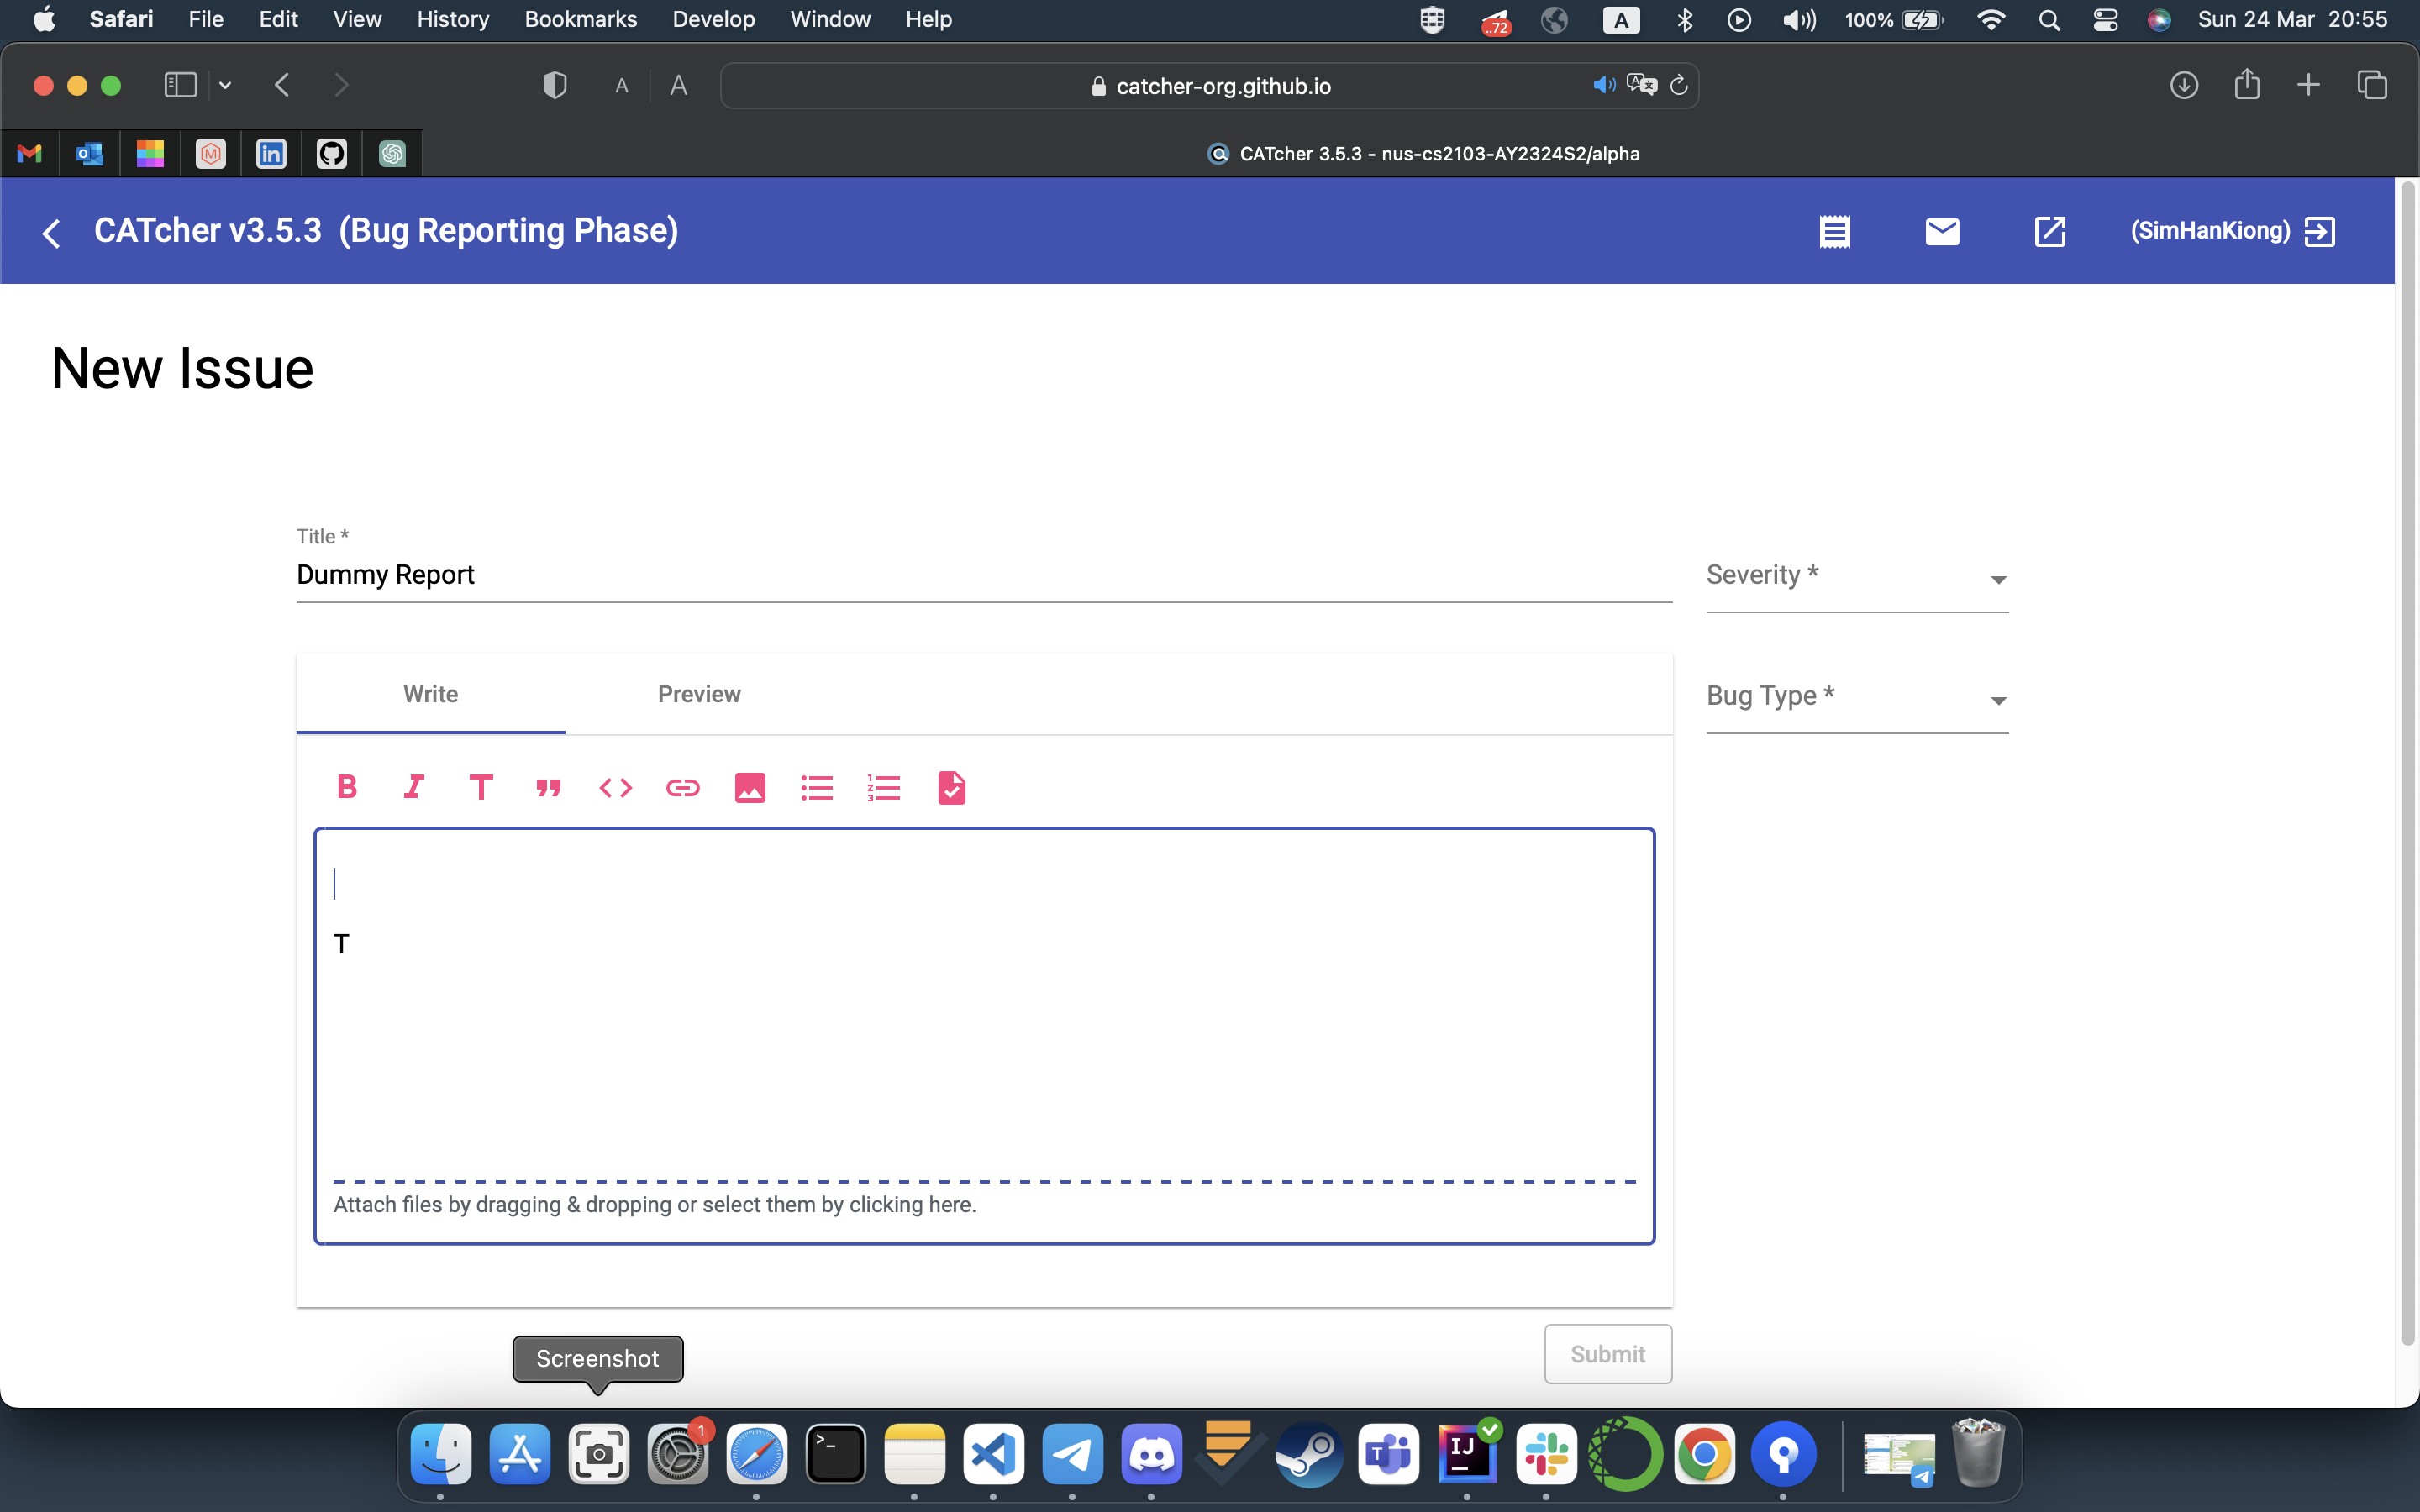 Safari File Edit View History Bookmarks Develop Window Help ..72 A 100% Sun 24 Mar 20:55
A A catcher-org.github.io
CATcher 3.5.3 - nus-cs2103-AY2324S2/alpha
CATcher v3.5.3 (Bug Reporting Phase) (SimHanKiong)
New Issue
Title *
Dummy Report
Severity *
Write Preview
Bug Type *
T
Attach files by dragging & dropping or select them by clicking here.
Submit
Screenshot
1